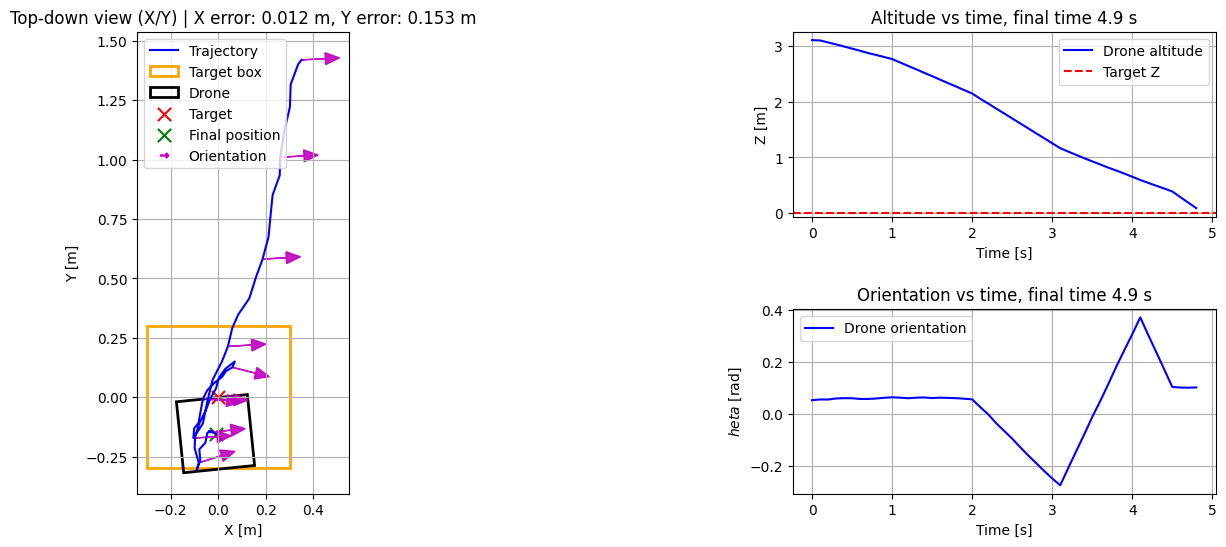 Top-down view (X/Y) | X error: 0.012 m, Y error: 0.153 m
Trajectory
Target box
Drone
Target
Final position
Orientation
1.50
1.25
1.00
0.75
0.50
0.25
0.00
−0.25
Y [m]
−0.2
0.0
0.2
0.4
X [m]
Altitude vs time, final time 4.9 s
Drone altitude
Target Z
3
2
1
0
Z [m]
0
1
2
3
4
5
Time [s]
Orientation vs time, final time 4.9 s
Drone orientation
0.4
0.2
0.0
−0.2
heta [rad]
0
1
2
3
4
5
Time [s]